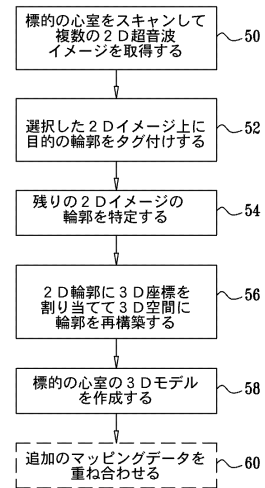 標的の心室をスキャンして
複数の2D超音波
イメージを取得する
50
選択した2Dイメージ上に
目的の輪郭をタグ付けする
52
残りの2Dイメージの
輪郭を特定する
54
2D輪郭に3D座標を
割り当てて3D空間に
輪郭を再構築する
56
標的の心室の3Dモデル
を作成する
58
追加のマッピングデータを
重ね合わせる
60